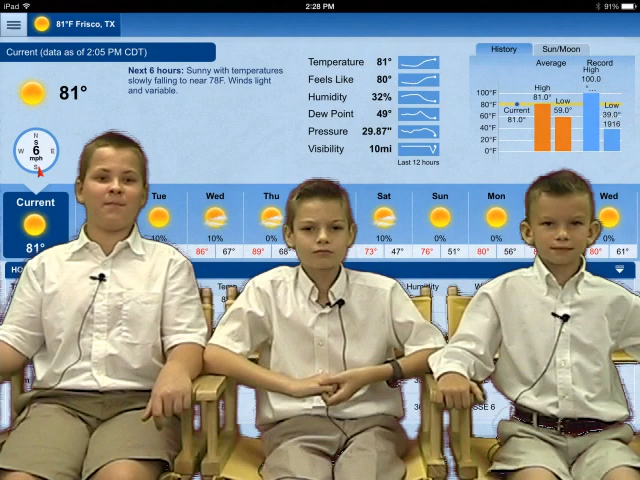 iPad 2:28 PM 91%
81°F Frisco, TX
Current (data as of 2:05 PM CDT)
81°
Next 6 hours: Sunny with temperatures
slowly falling to near 78F. Winds light
and variable.
Temperature 81°
Feels Like 80°
Humidity 32%
Dew Point 49°
Pressure 29.87"
Visibility 10mi
Last 12 hours
History Sun/Moon
Average Record
High
81.0°
Low
59.0°
High
100.0
°...
Low
39.0°
1916
Current
81.0°
100°F
80°F
60°F
40°F
20°F
0°F
N
S
W 6 E
mph
S
Current
81°
Tue Wed Thu Sat Sun Mon Wed
10% 10% 0% 10% 0% 0% 0%
86° 67° 89° 68° 73° 47° 76° 51° 80° 56° 80° 61°
HO
Temp Humidity
SSE 6